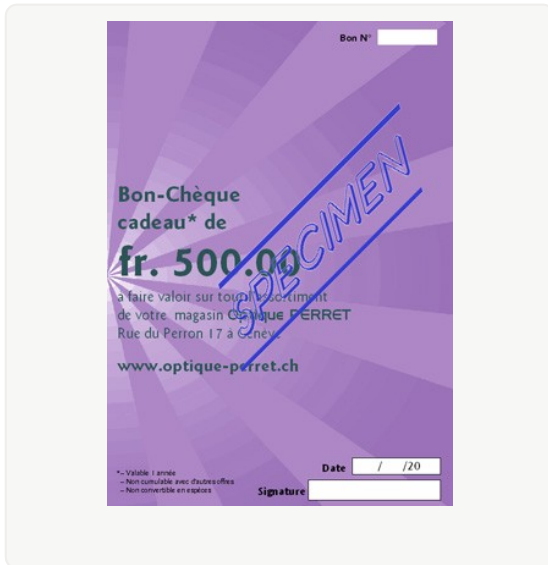 Bon N°
Bon-Chèque
cadeau* de
fr. 500.00
à faire valoir sur tout l'assortiment
de votre magasin Optique PERRET
Rue du Perron 17 à Genève
www.optique-perret.ch
SPECIMEN
*– Valable 1 année
– Non cumulable avec d'autres offres
– Non convertible en espèces
Date / /20
Signature